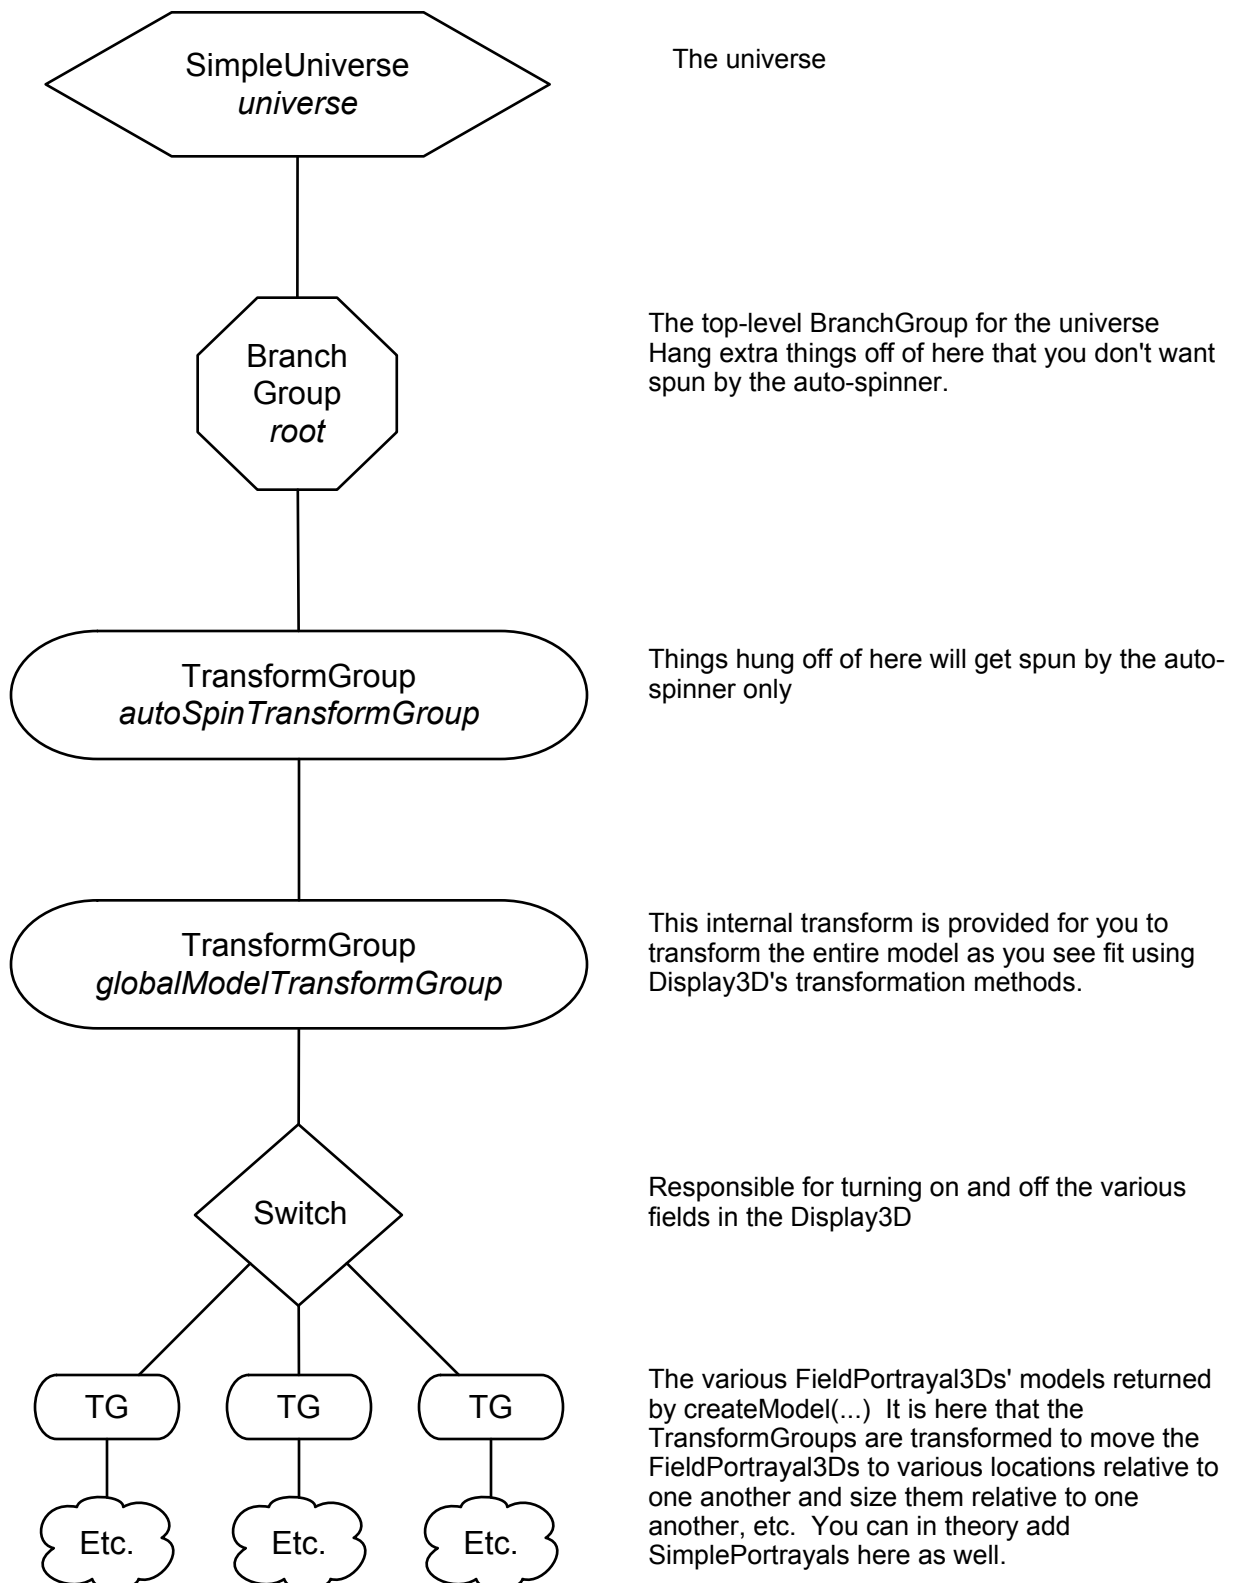 SimpleUniverse
universe
The universe
Branch
Group
root
The top-level BranchGroup for the universe
Hang extra things off of here that you don't want
spun by the auto-spinner.
TransformGroup
autoSpinTransformGroup
Things hung off of here will get spun by the auto-
spinner only
TransformGroup
globalModelTransformGroup
This internal transform is provided for you to
transform the entire model as you see fit using
Display3D's transformation methods.
Switch
Responsible for turning on and off the various
fields in the Display3D
TG
TG
TG
Etc.
Etc.
Etc.
The various FieldPortrayal3Ds' models returned
by createModel(...)  It is here that the
TransformGroups are transformed to move the
FieldPortrayal3Ds to various locations relative to
one another and size them relative to one
another, etc.  You can in theory add
SimplePortrayals here as well.